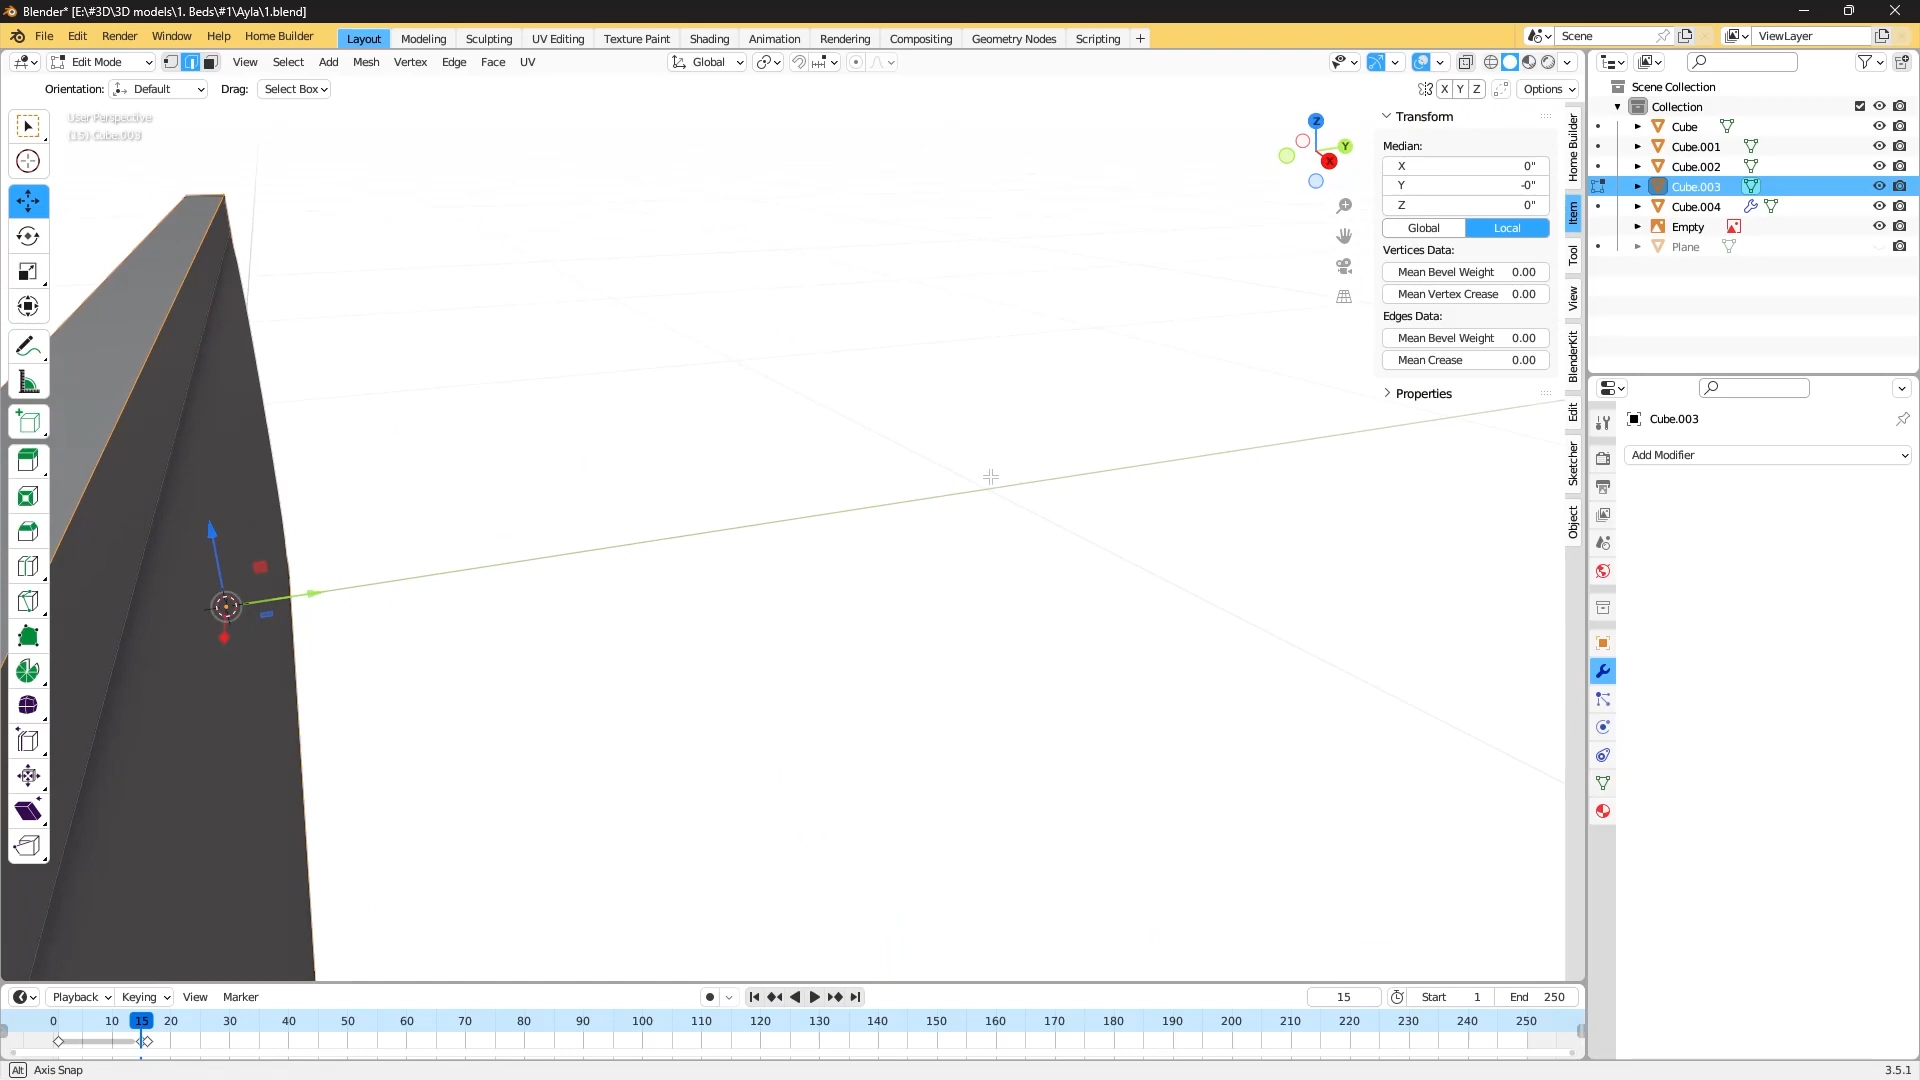 Blender* [E:\#3D\3D models\1. Beds\#1\Ayla\1.blend]
File Edit Render Window Help Home Builder Layout Modeling Sculpting UV Editing Texture Paint Shading Animation Rendering Compositing Geometry Nodes Scripting + Scene ViewLayer
Edit Mode View Select Add Mesh Vertex Edge Face UV Global
Orientation: Default Drag: Select Box X Y Z Options
User Perspective
(15) Cube.003
Z
Y
X
Transform
Median:
X 0"
Y -0"
Z 0"
Global Local
Vertices Data:
Mean Bevel Weight 0.00
Mean Vertex Crease 0.00
Edges Data:
Mean Bevel Weight 0.00
Mean Crease 0.00
Properties
Home Builder
Item
Tool
View
BlenderKit
Edit
Sketcher
Object
Scene Collection
Collection
Cube
Cube.001
Cube.002
Cube.003
Cube.004
Empty
Plane
Cube.003
Add Modifier
Playback Keying View Marker 15 Start 1 End 250
0 10 15 20 30 40 50 60 70 80 90 100 110 120 130 140 150 160 170 180 190 200 210 220 230 240 250
Alt Axis Snap 3.5.1